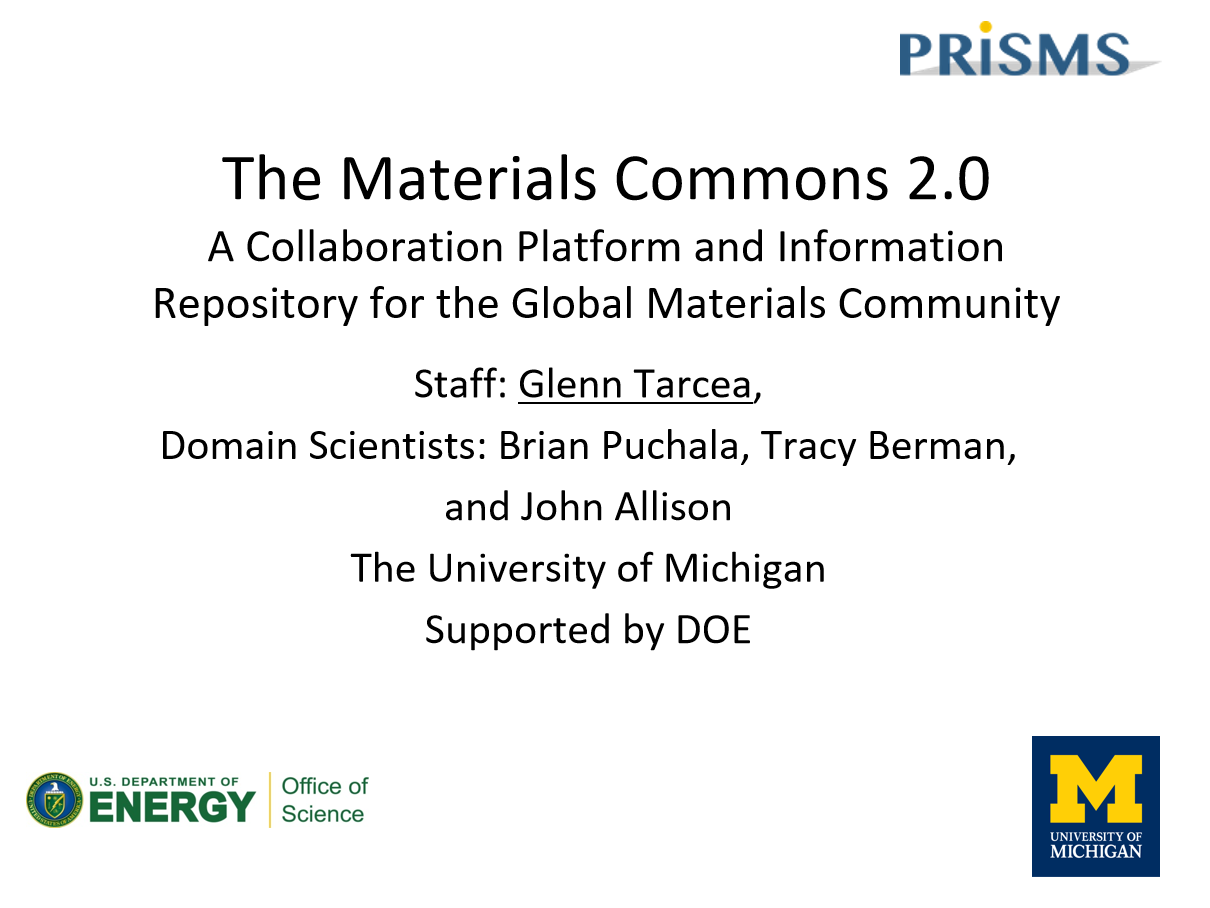 PRiSMS
The Materials Commons 2.0
A Collaboration Platform and Information
Repository for the Global Materials Community
Staff: Glenn Tarcea,
Domain Scientists: Brian Puchala, Tracy Berman,
and John Allison
The University of Michigan
Supported by DOE
U.S. DEPARTMENT OF
ENERGY
Office of
Science
M
UNIVERSITY OF
MICHIGAN